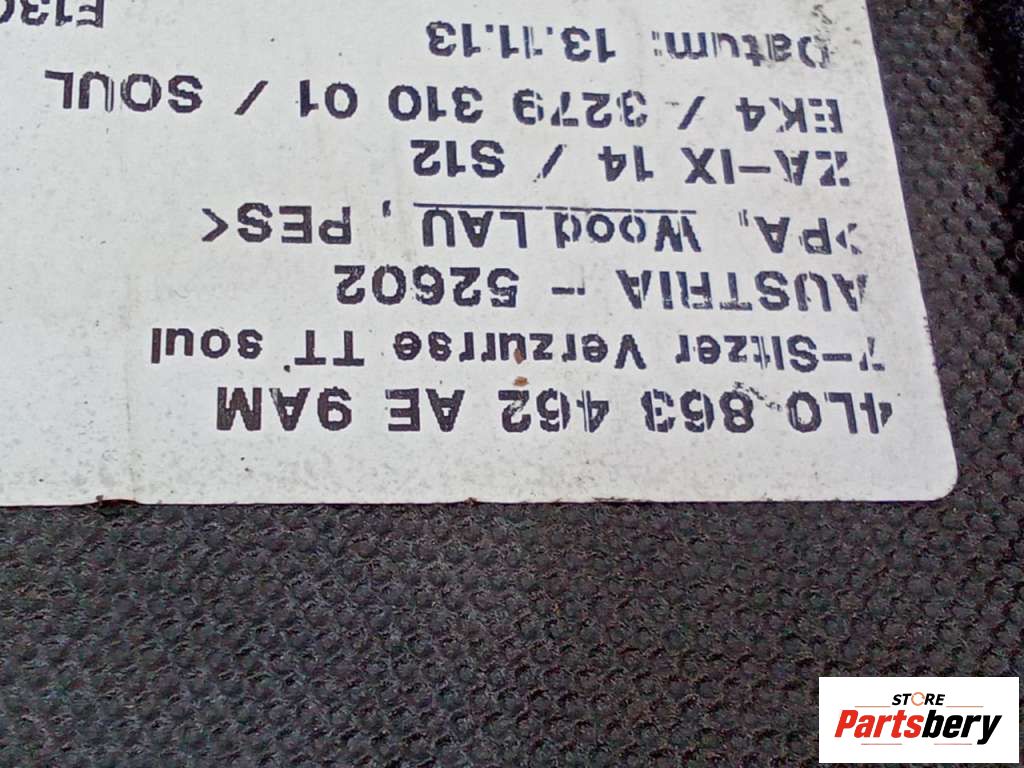 4L0 863 462 AE 9AM
7-Sitzer Verzurrse TT soul
AUSTRIA - 52602
>PA, Wood LAU, PES<
ZA-IX 14 / S12
EK4 / 3279 310 01 / SOUL
Datum: 13.11.13
STORE
Partsbery